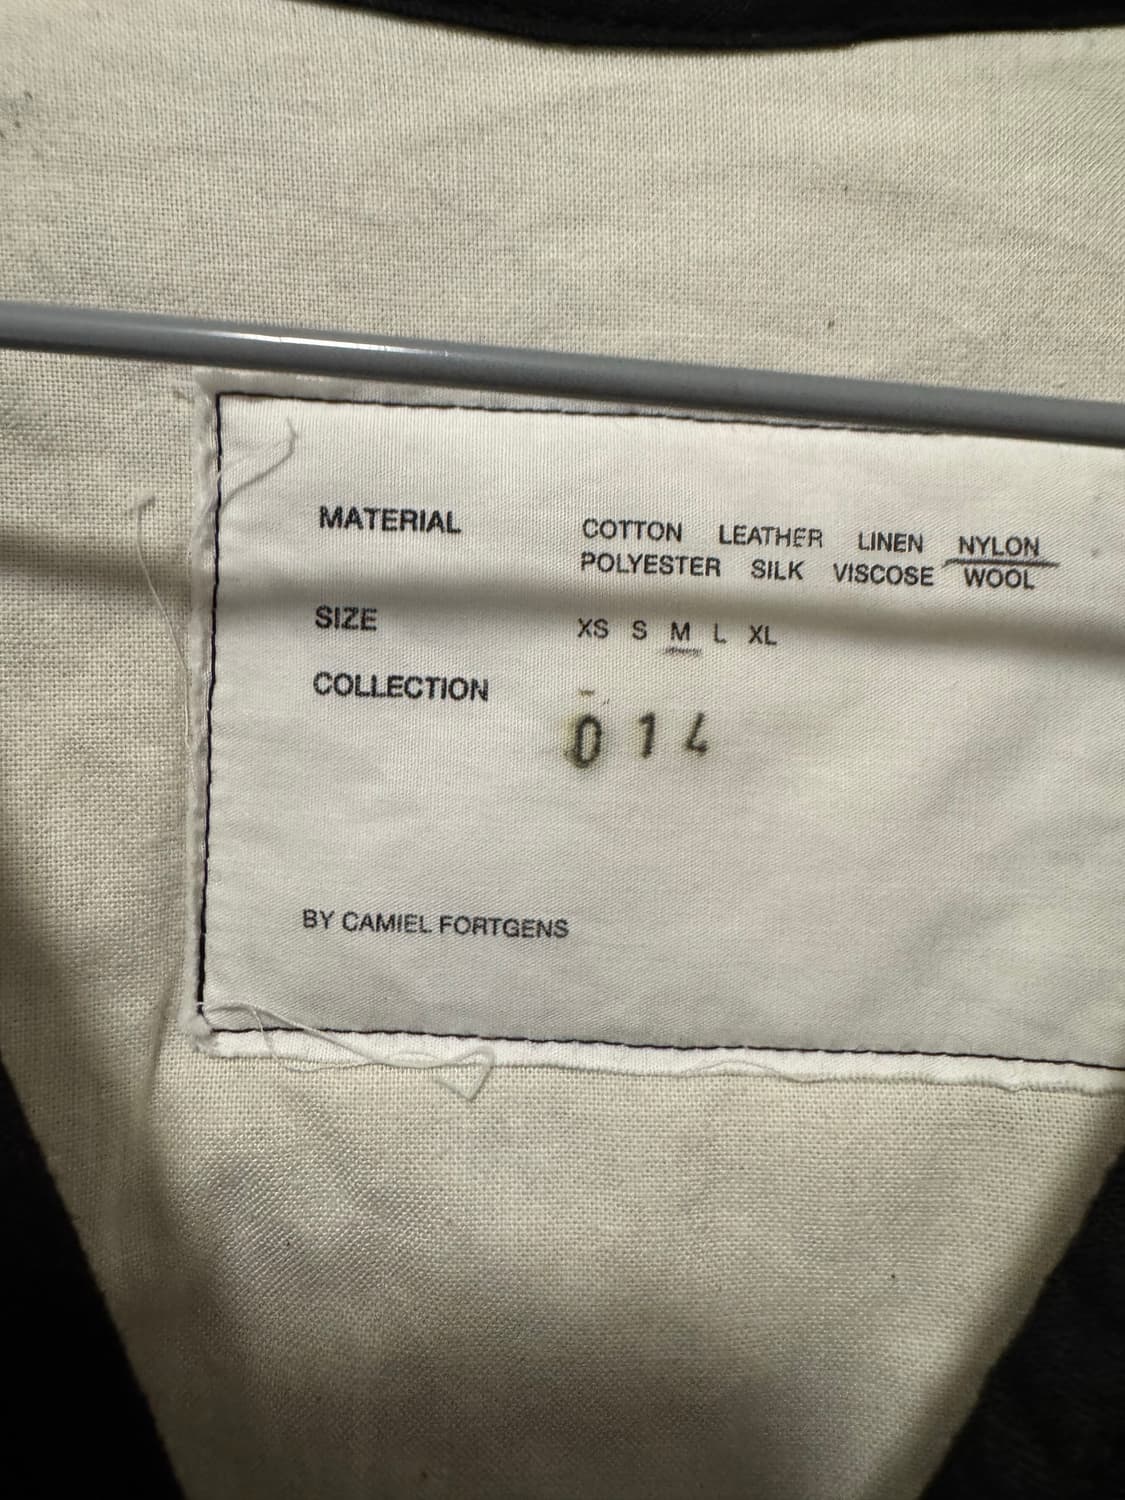 MATERIAL COTTON LEATHER LINEN NYLON
POLYESTER SILK VISCOSE WOOL
SIZE XS S M L XL
COLLECTION
014
BY CAMIEL FORTGENS